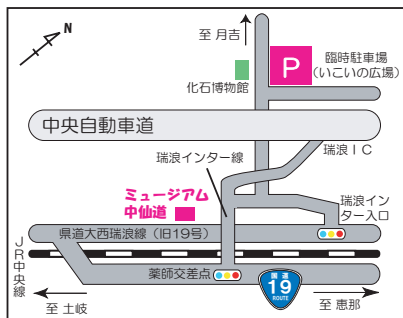 N
至 月吉
P
臨時駐車場
(いこいの広場)
化石博物館
中央自動車道
瑞浪インター線
瑞浪ＩＣ
ミュージアム
中仙道
瑞浪イン
ター入口
県道大西瑞浪線（旧19号）
ＪＲ中央線
薬師交差点
国道
19
ROUTE
至 土岐
至 恵那